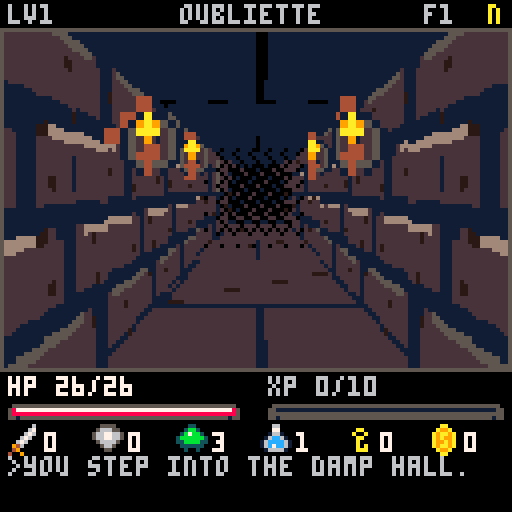 LV1 OUBLIETTE F1 N
HP 26/26 XP 0/10
0 0 3 1 0 0
>YOU STEP INTO THE DAMP HALL.